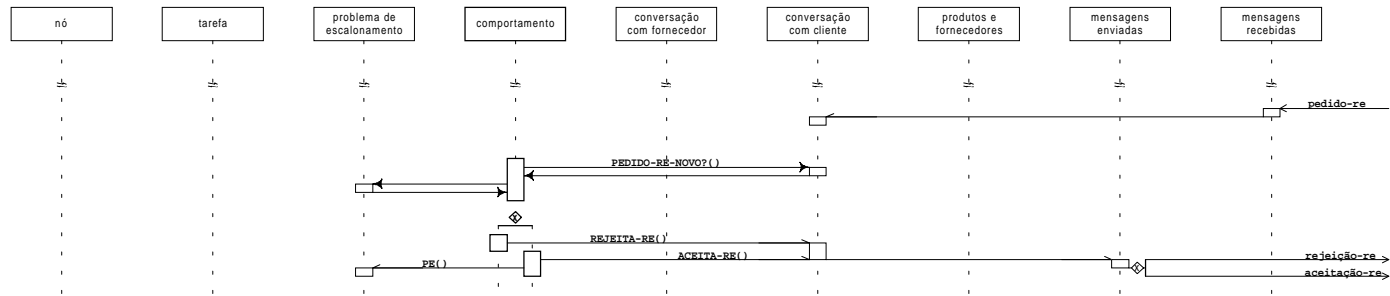 nó
tarefa
problema de
escalonamento
comportamento
conversação
com fornecedor
conversação
com cliente
produtos e
fornecedores
mensagens
enviadas
mensagens
recebidas
pedido-re
PEDIDO-RE-NOVO?()
X
REJEITA-RE()
ACEITA-RE()
PE()
X
rejeição-re
aceitação-re